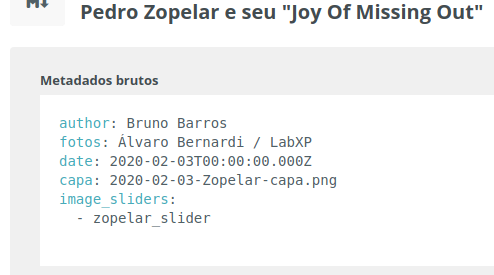 M↓
Pedro Zopelar e seu "Joy Of Missing Out"
Metadados brutos
author: Bruno Barros
fotos: Álvaro Bernardi / LabXP
date: 2020-02-03T00:00:00.000Z
capa: 2020-02-03-Zopelar-capa.png
image_sliders:
- zopelar_slider